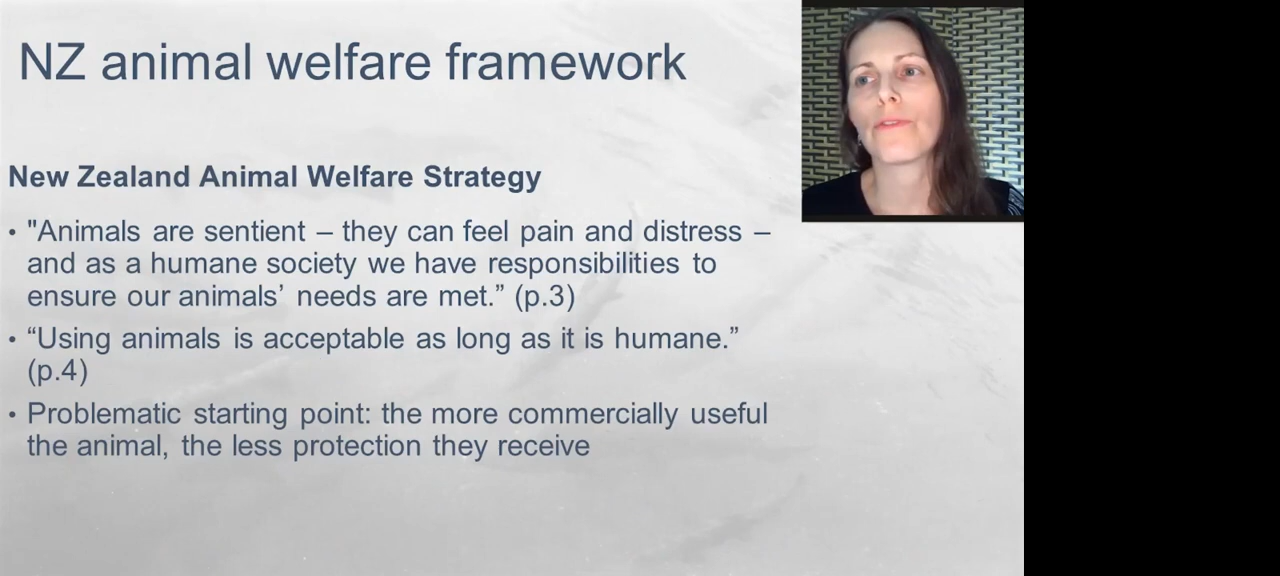 NZ animal welfare framework
New Zealand Animal Welfare Strategy
• "Animals are sentient – they can feel pain and distress –
and as a humane society we have responsibilities to
ensure our animals’ needs are met.” (p.3)
• “Using animals is acceptable as long as it is humane.”
(p.4)
• Problematic starting point: the more commercially useful
the animal, the less protection they receive